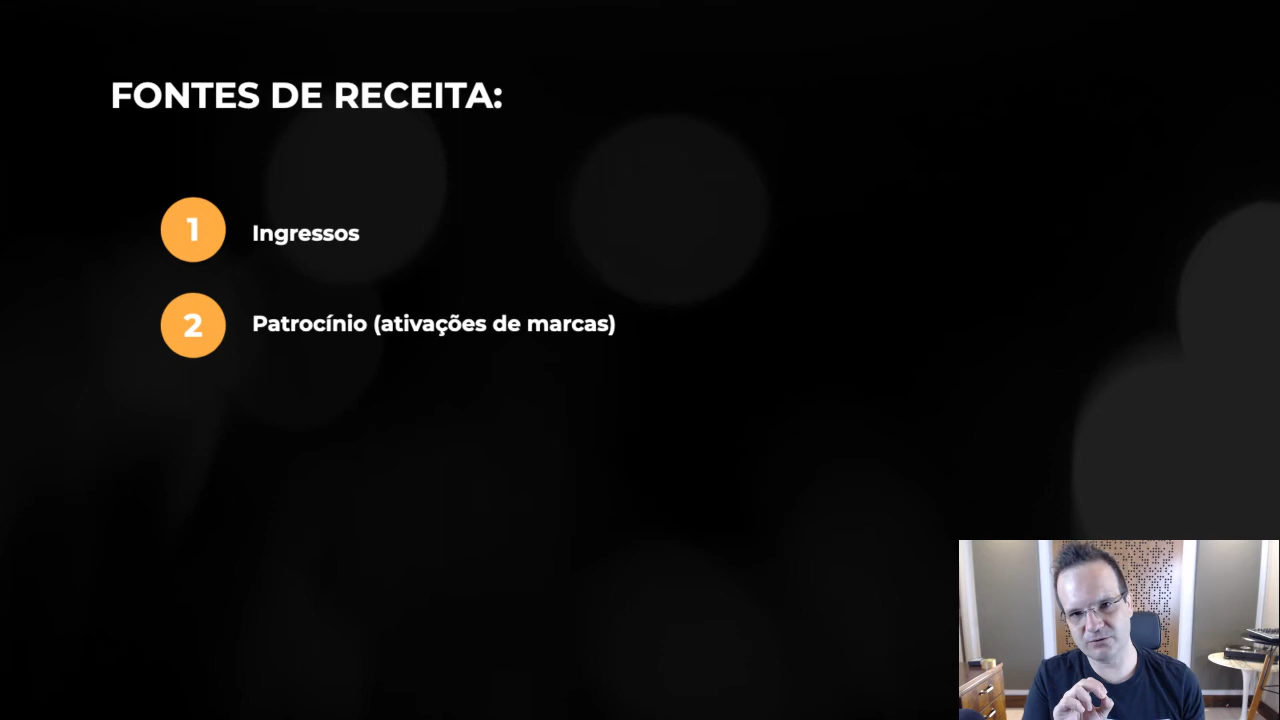 FONTES DE RECEITA:
1
Ingressos
2
Patrocínio (ativações de marcas)